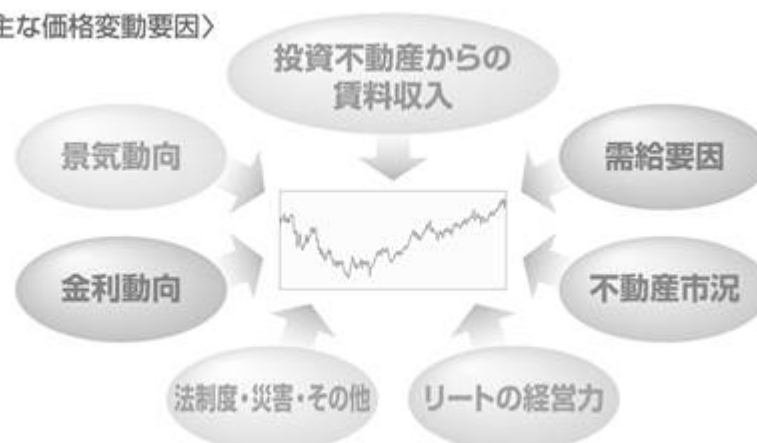 主な価格変動要因〉
投資不動産からの
賃料収入
景気動向
需給要因
金利動向
不動産市況
法制度・災害・その他
リートの経営力